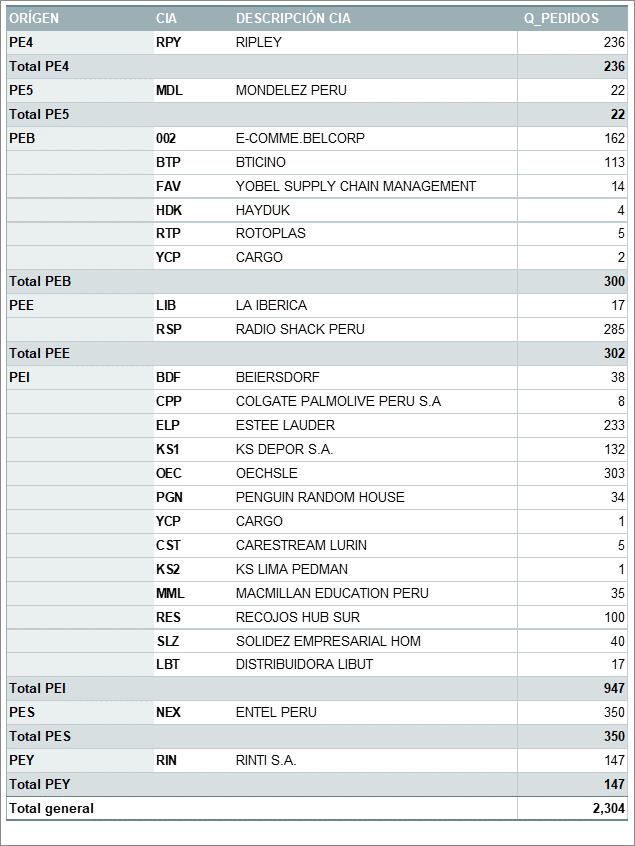 ORÍGEN CIA DESCRIPCIÓN CIA Q_PEDIDOS
PE4 RPY RIPLEY 236
Total PE4 236
PE5 MDL MONDELEZ PERU 22
Total PE5 22
PEB 002 E-COMME.BELCORP 162
BTP BTICINO 113
FAV YOBEL SUPPLY CHAIN MANAGEMENT 14
HDK HAYDUK 4
RTP ROTOPLAS 5
YCP CARGO 2
Total PEB 300
PEE LIB LA IBERICA 17
RSP RADIO SHACK PERU 285
Total PEE 302
PEI BDF BEIERSDORF 38
CPP COLGATE PALMOLIVE PERU S.A 8
ELP ESTEE LAUDER 233
KS1 KS DEPOR S.A. 132
OEC OECHSLE 303
PGN PENGUIN RANDOM HOUSE 34
YCP CARGO 1
CST CARESTREAM LURIN 5
KS2 KS LIMA PEDMAN 1
MML MACMILLAN EDUCATION PERU 35
RES RECOJOS HUB SUR 100
SLZ SOLIDEZ EMPRESARIAL HOM 40
LBT DISTRIBUIDORA LIBUT 17
Total PEI 947
PES NEX ENTEL PERU 350
Total PES 350
PEY RIN RINTI S.A. 147
Total PEY 147
Total general 2,304